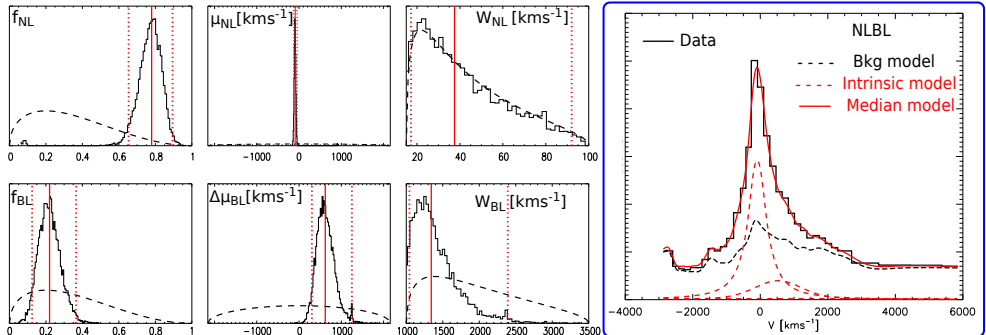 f_NL
μ_NL[kms⁻¹]
W_NL[kms⁻¹]
0 0.2 0.4 0.6 0.8 1
−1000 0 1000
20 40 60 80 100
f_BL
Δμ_BL[kms⁻¹]
W_BL[kms⁻¹]
0 0.2 0.4 0.6 0.8 1
−1000 0 1000
1000 1500 2000 2500 3000 3500
NLBL
Data
Bkg model
Intrinsic model
Median model
−4000 −2000 0 2000 4000 6000
v [kms⁻¹]